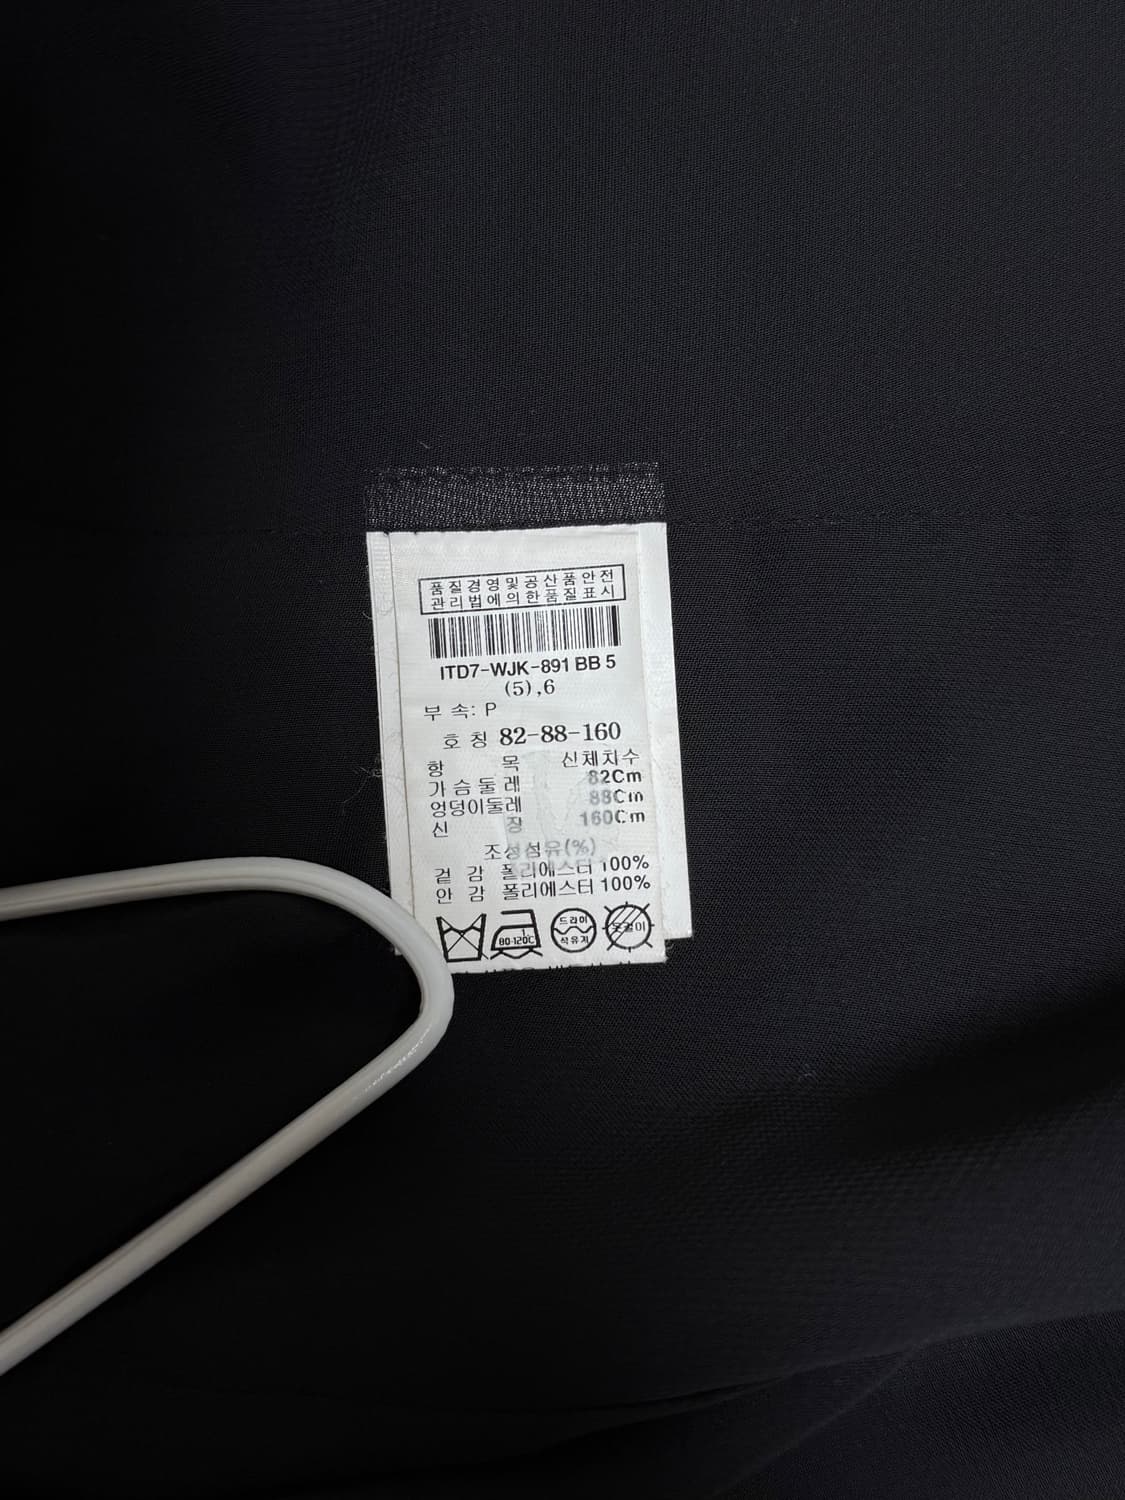 품질경영및공산품안전
관리법에의한품질표시
ITD7-WJK-891 BB 5
(5),6
부 속: P
호 칭 82-88-160
항 목 신체치수
가슴둘레 82Cm
엉덩이둘레 88Cm
신 장 160Cm
조성섬유(%)
겉 감 폴리에스터 100%
안 감 폴리에스터 100%
1
80-120C
드라이
석유계
옷걸이